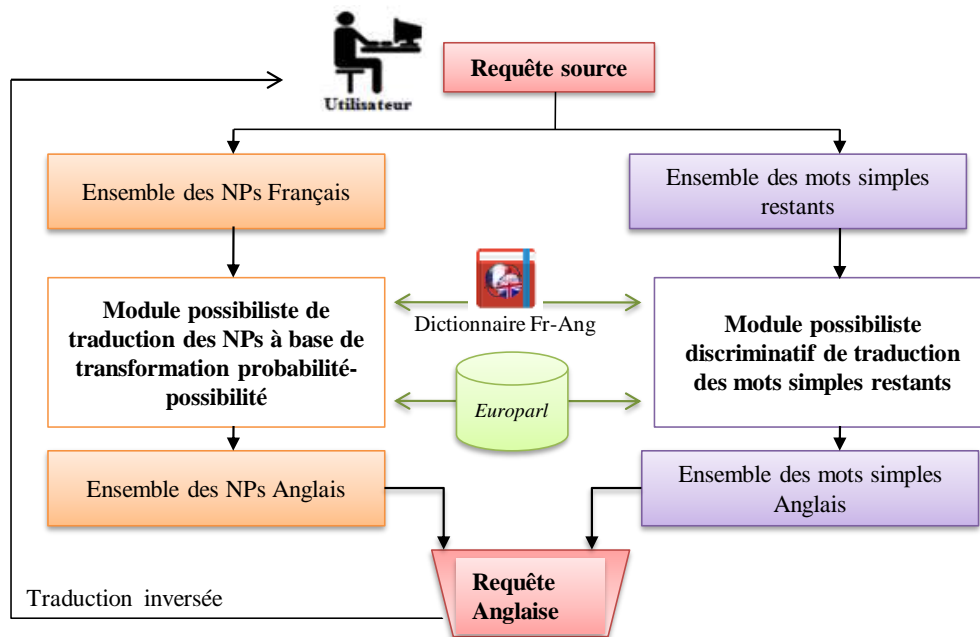 Utilisateur
Requête source
Ensemble des NPs Français
Ensemble des mots simples
restants
Module possibiliste de
traduction des NPs à base de
transformation probabilité-
possibilité
Dictionnaire Fr-Ang
Europarl
Module possibiliste
discriminatif de traduction
des mots simples restants
Ensemble des NPs Anglais
Ensemble des mots simples
Anglais
Requête
Anglaise
Traduction inversée